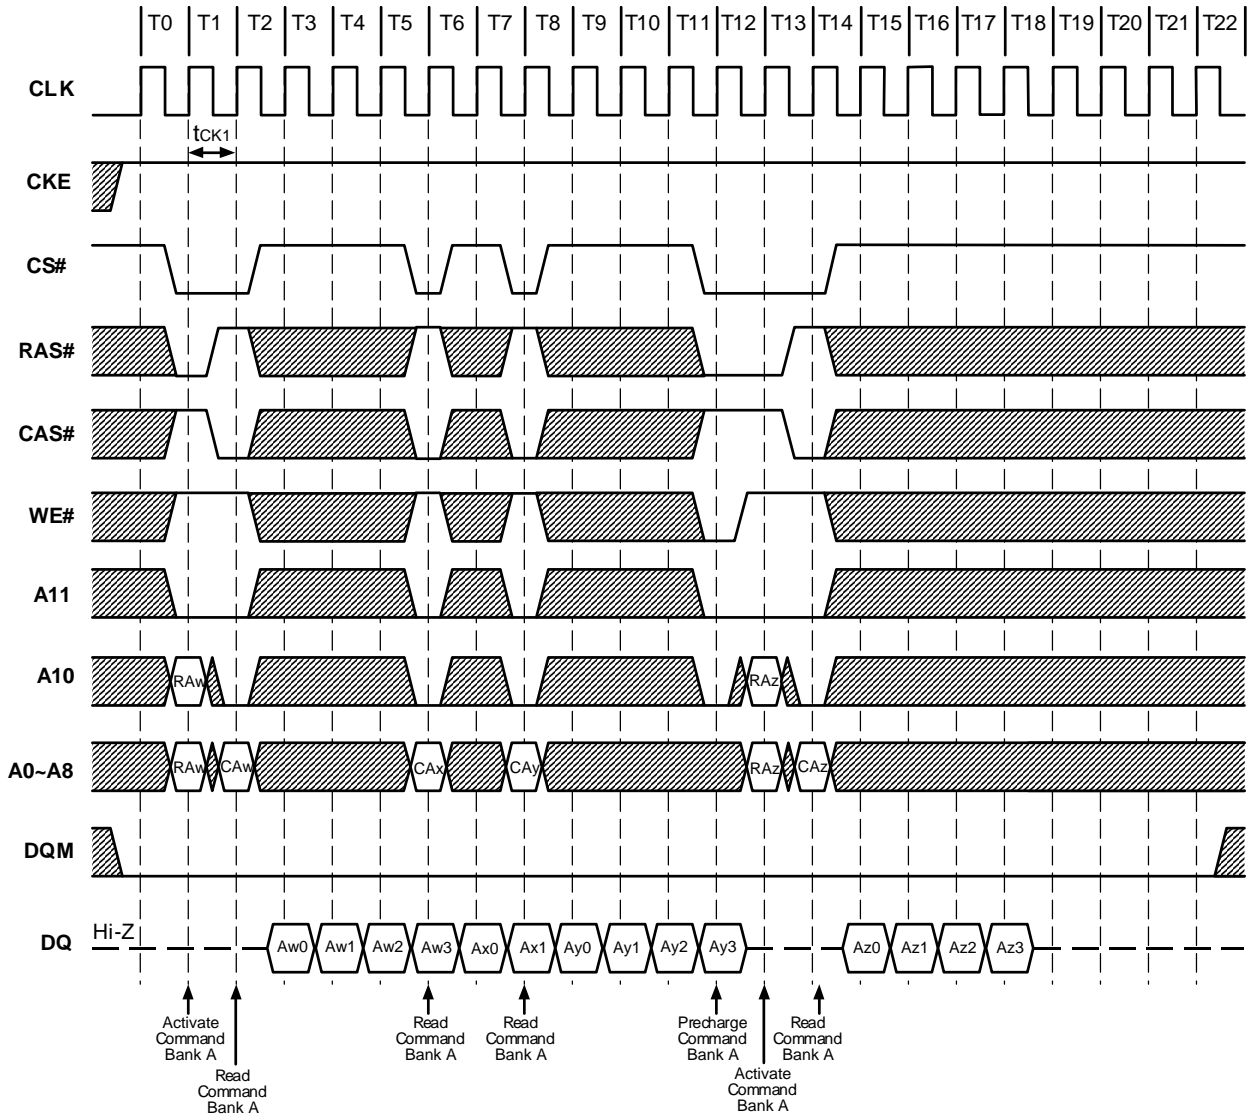 T0 T1 T2 T3 T4 T5 T6 T7 T8 T9 T10 T11 T12 T13 T14 T15 T16 T17 T18 T19 T20 T21 T22
CLK
tCK1
CKE
CS#
RAS#
CAS#
WE#
A11
A10 RAw RAz
A0~A8 RAw CAw CAx CAy RAz CAz
DQM
DQ Hi-Z Aw0 Aw1 Aw2 Aw3 Ax0 Ax1 Ay0 Ay1 Ay2 Ay3 Az0 Az1 Az2 Az3
Activate
Command
Bank A
Read
Command
Bank A
Read
Command
Bank A
Read
Command
Bank A
Precharge
Command
Bank A
Activate
Command
Bank A
Read
Command
Bank A